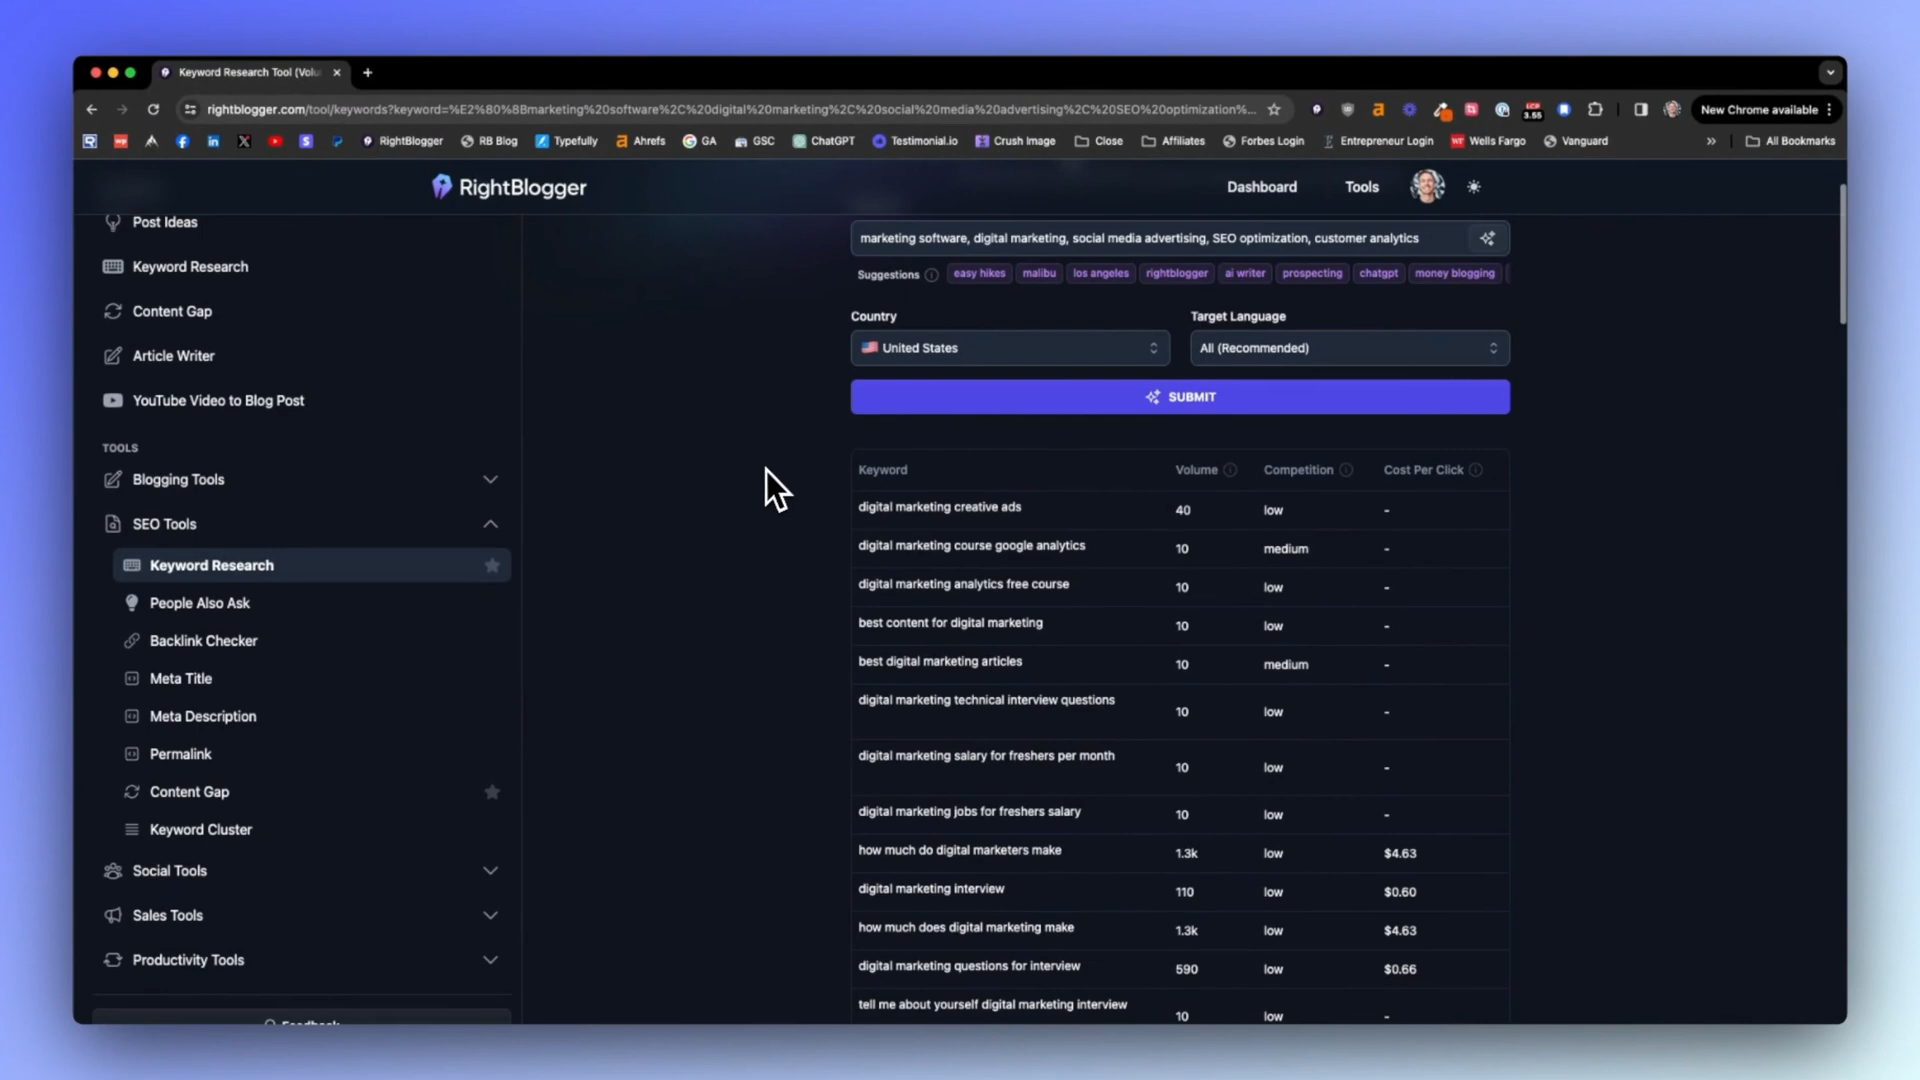 Keyword Research Tool (Volu
rightblogger.com/tool/keywords?keyword=%E2%80%8Bmarketing%20software%2C%20digital%20marketing%2C%20social%20media%20advertising%2C%20SEO%20optimization%...
3.55
New Chrome available
RightBlogger RB Blog Typefully Ahrefs GA GSC ChatGPT Testimonial.io Crush Image Close Affiliates Forbes Login Entrepreneur Login Wells Fargo Vanguard » All Bookmarks
RightBlogger
Dashboard
Tools
Post Ideas
Keyword Research
Content Gap
Article Writer
YouTube Video to Blog Post
TOOLS
Blogging Tools
SEO Tools
Keyword Research
People Also Ask
Backlink Checker
Meta Title
Meta Description
Permalink
Content Gap
Keyword Cluster
Social Tools
Sales Tools
Productivity Tools
marketing software, digital marketing, social media advertising, SEO optimization, customer analytics
Suggestions easy hikes malibu los angeles rightblogger ai writer prospecting chatgpt money blogging
Country Target Language
United States All (Recommended)
SUBMIT
Keyword Volume Competition Cost Per Click
digital marketing creative ads 40 low -
digital marketing course google analytics 10 medium -
digital marketing analytics free course 10 low -
best content for digital marketing 10 low -
best digital marketing articles 10 medium -
digital marketing technical interview questions 10 low -
digital marketing salary for freshers per month 10 low -
digital marketing jobs for freshers salary 10 low -
how much do digital marketers make 1.3k low $4.63
digital marketing interview 110 low $0.60
how much does digital marketing make 1.3k low $4.63
digital marketing questions for interview 590 low $0.66
tell me about yourself digital marketing interview 10 low -